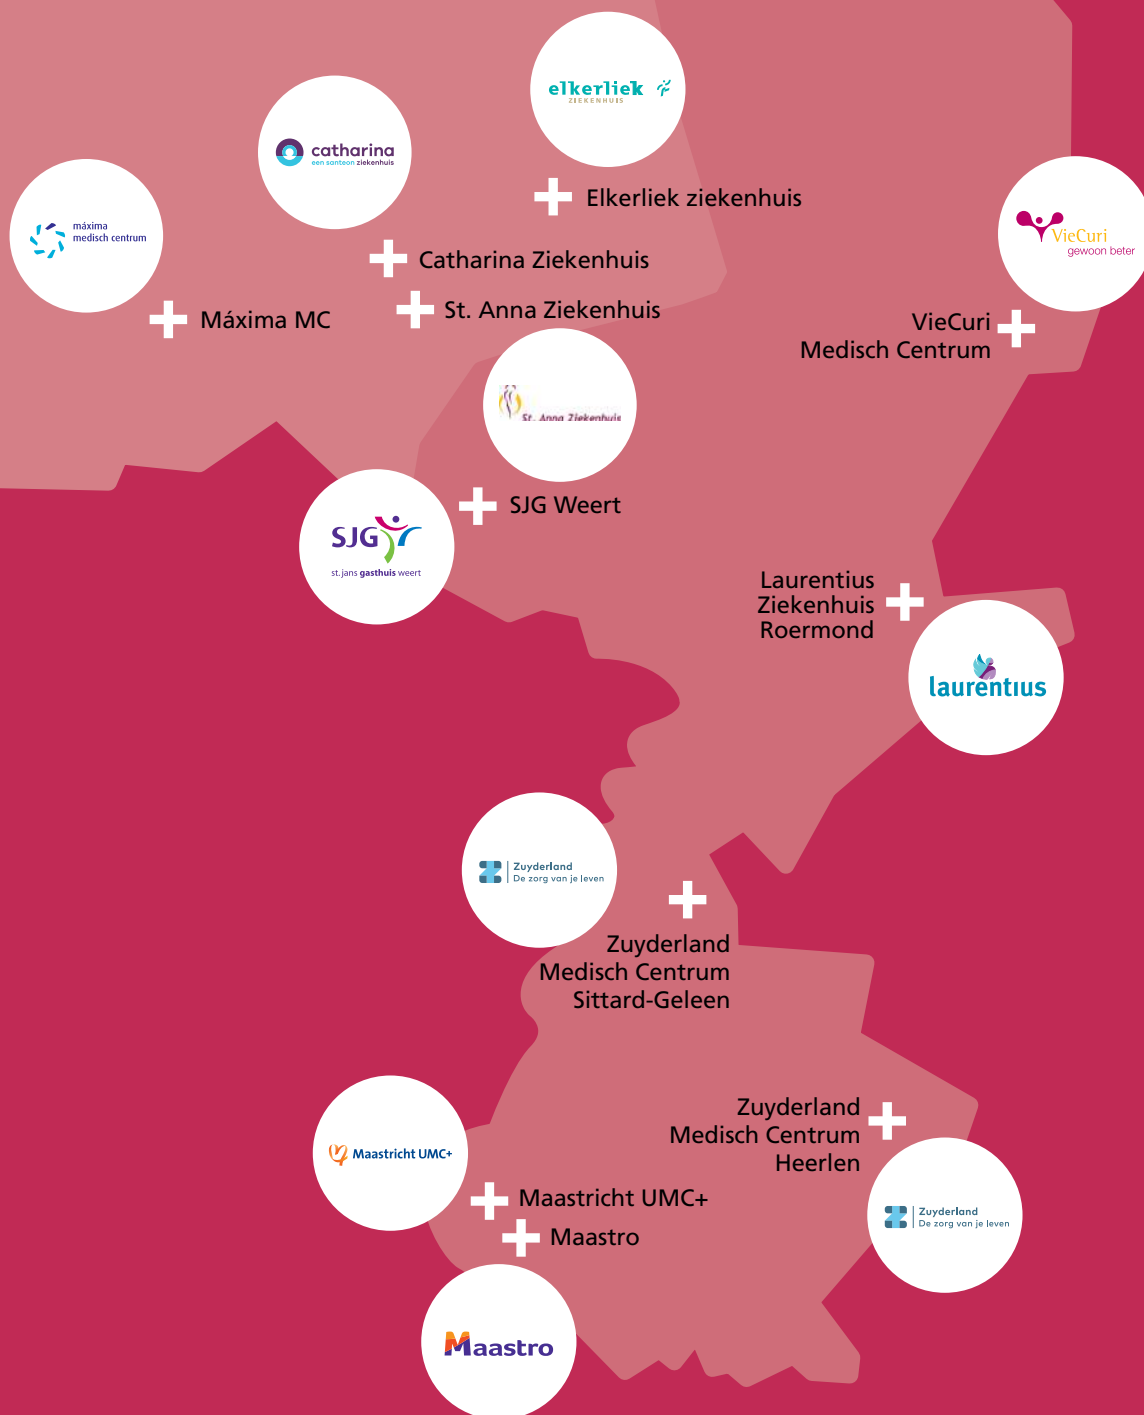 elkerliek
ZIEKENHUIS
catharina
een santeon ziekenhuis
Elkerliek ziekenhuis
máxima
medisch centrum
VieCuri
gewoon beter
Catharina Ziekenhuis
St. Anna Ziekenhuis
Máxima MC
VieCuri
Medisch Centrum
St. Anna Ziekenhuis
SJG Weert
SJG
st. jans gasthuis weert
Laurentius
Ziekenhuis
Roermond
laurentius
Zuyderland
De zorg van je leven
Zuyderland
Medisch Centrum
Sittard-Geleen
Zuyderland
Medisch Centrum
Heerlen
Maastricht UMC+
Maastricht UMC+
Maastro
Zuyderland
De zorg van je leven
Maastro